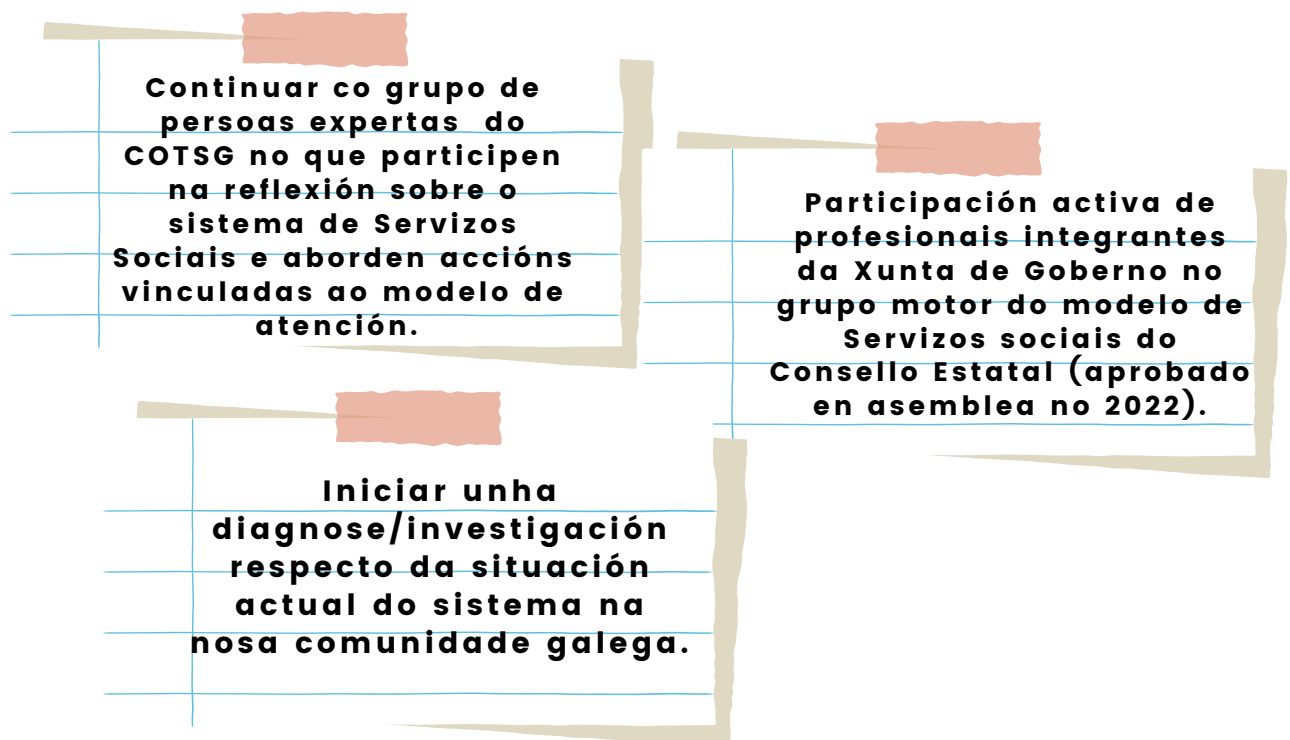 Continuar co grupo de
persoas expertas do
COTSG no que participen
na reflexión sobre o
sistema de Servizos
Sociais e aborden accións
vinculadas ao modelo de
atención.
Participación activa de
profesionais integrantes
da Xunta de Goberno no
grupo motor do modelo de
Servizos sociais do
Consello Estatal (aprobado
en asemblea no 2022).
Iniciar unha
diagnose/investigación
respecto da situación
actual do sistema na
nosa comunidade galega.